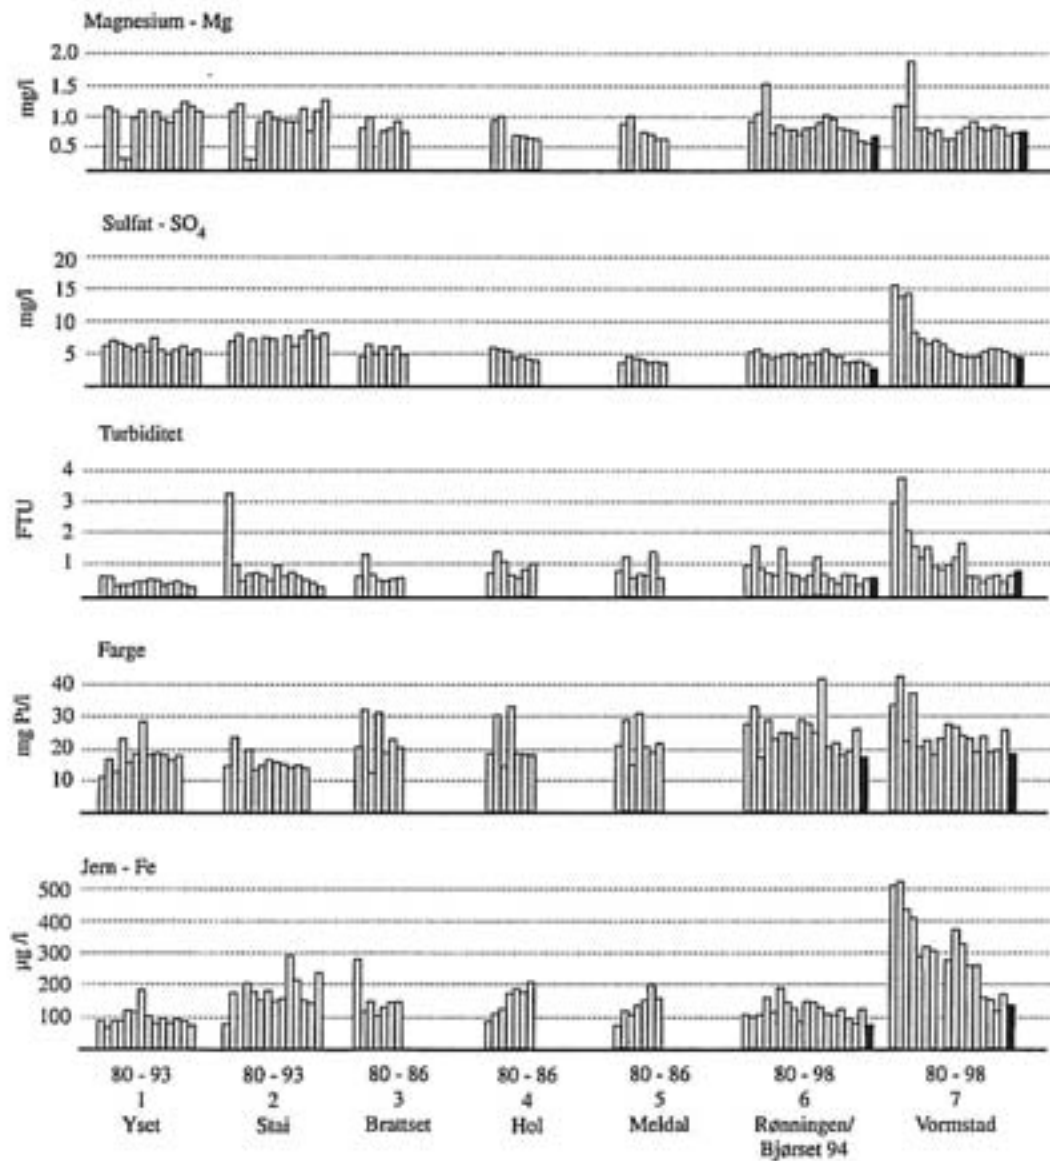 Magnesium - Mg
mg/l
2.0
1.5
1.0
0.5
Sulfat - SO4
mg/l
20
15
10
5
Turbiditet
FTU
4
3
2
1
Farge
mg Pt/l
40
30
20
10
Jern - Fe
µg /l
500
400
300
200
100
80 - 93 80 - 93 80 - 86 80 - 86 80 - 86 80 - 98 80 - 98
1 2 3 4 5 6 7
Yset Stai Brattset Hol Meldal Rønningen/ Vormstad
Bjørset 94